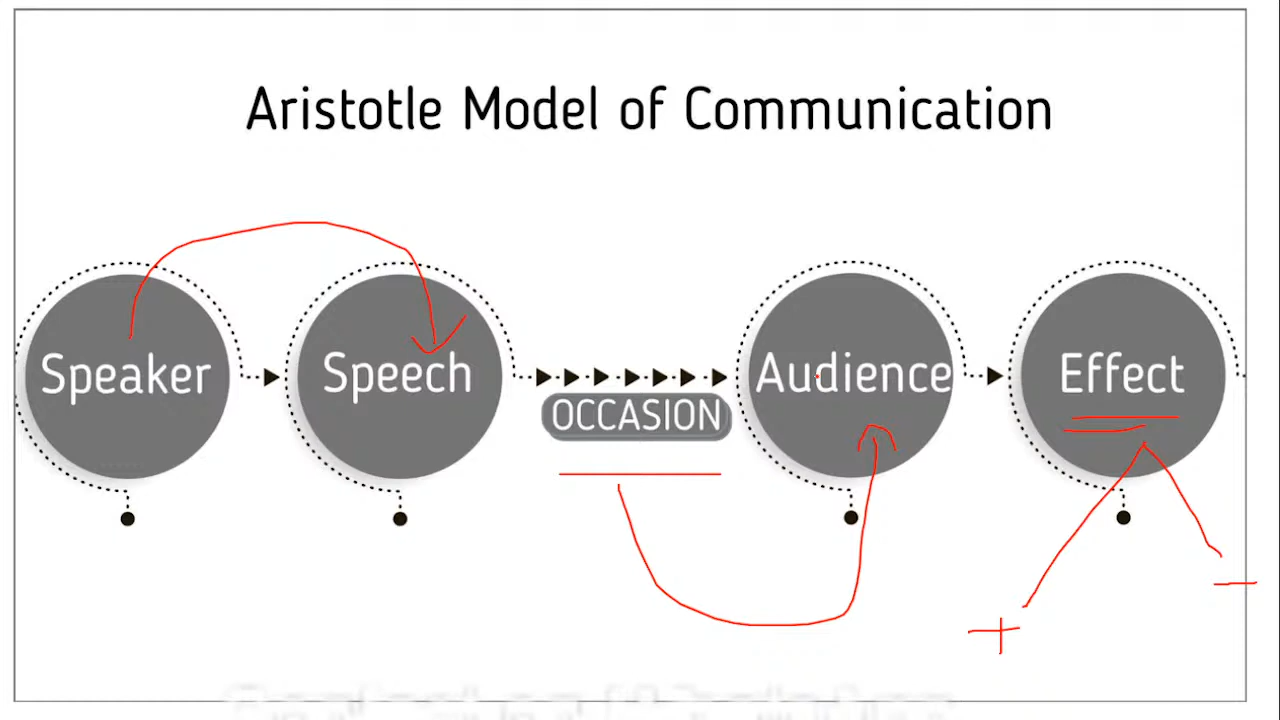 Aristotle Model of Communication
Speaker
Speech
OCCASION
Audience
Effect
+
−